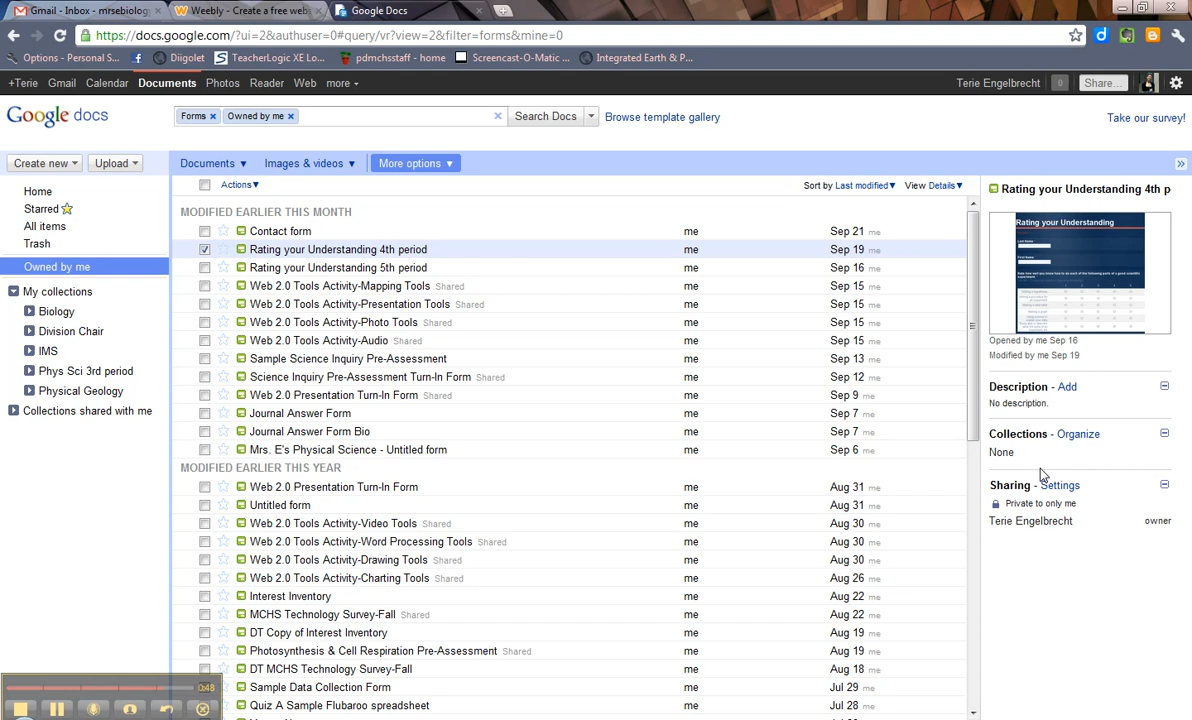 Gmail - Inbox - mrsebiolog
Weebly - Create a free webs
Google Docs
https://docs.google.com/?ui=2&authuser=0#query/vr?view=2&filter=forms&mine=0
Options - Personal S...
Diigolet
TeacherLogic XE Lo...
pdmchsstaff - home
Screencast-O-Matic ...
Integrated Earth & P...
+Terie Gmail Calendar Documents Photos Reader Web more
Terie Engelbrecht 0 Share...
Google docs
Forms × Owned by me ×
Search Docs
Browse template gallery
Take our survey!
Create new Upload
Documents Images & videos More options
Home
Starred
All items
Trash
Owned by me
My collections
Biology
Division Chair
IMS
Phys Sci 3rd period
Physical Geology
Collections shared with me
Actions Sort by Last modified View Details
MODIFIED EARLIER THIS MONTH
Contact form me Sep 21 me
Rating your Understanding 4th period me Sep 19 me
Rating your Understanding 5th period me Sep 16 me
Web 2.0 Tools Activity-Mapping Tools Shared me Sep 15 me
Web 2.0 Tools Activity-Presentation Tools Shared me Sep 15 me
Web 2.0 Tools Activity-Photo Tools Shared me Sep 15 me
Web 2.0 Tools Activity-Audio Shared me Sep 15 me
Sample Science Inquiry Pre-Assessment me Sep 13 me
Science Inquiry Pre-Assessment Turn-In Form Shared me Sep 12 me
Web 2.0 Presentation Turn-In Form Shared me Sep 9 me
Journal Answer Form me Sep 7 me
Journal Answer Form Bio me Sep 7 me
Mrs. E's Physical Science - Untitled form me Sep 6 me
MODIFIED EARLIER THIS YEAR
Web 2.0 Presentation Turn-In Form me Aug 31 me
Untitled form me Aug 31 me
Web 2.0 Tools Activity-Video Tools Shared me Aug 30 me
Web 2.0 Tools Activity-Word Processing Tools Shared me Aug 30 me
Web 2.0 Tools Activity-Drawing Tools Shared me Aug 30 me
Web 2.0 Tools Activity-Charting Tools Shared me Aug 26 me
Interest Inventory me Aug 22 me
MCHS Technology Survey-Fall Shared me Aug 22 me
DT Copy of Interest Inventory me Aug 19 me
Photosynthesis & Cell Respiration Pre-Assessment Shared me Aug 19 me
DT MCHS Technology Survey-Fall me Aug 18 me
Sample Data Collection Form me Jul 29 me
Quiz A Sample Flubaroo spreadsheet me Jul 28 me
Rating your Understanding 4th p
Rating your Understanding
Last Name
First Name
Opened by me Sep 16
Modified by me Sep 19
Description - Add
No description.
Collections - Organize
None
Sharing - Settings
Private to only me
Terie Engelbrecht owner
0:48